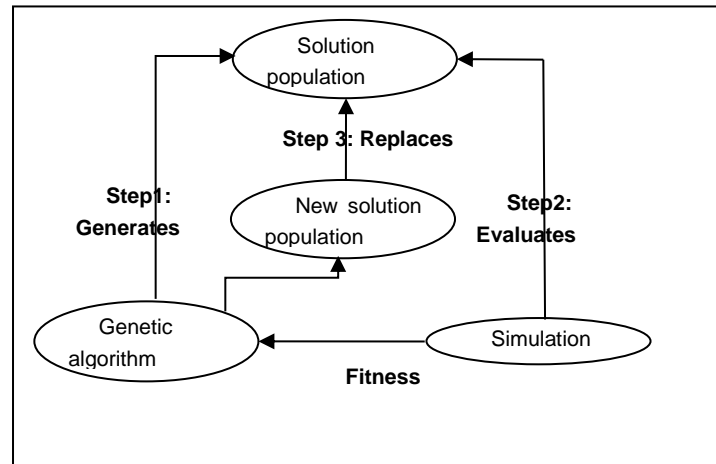 Solution
population
Step 3: Replaces
Step1:
Generates
New solution
population
Step2:
Evaluates
Genetic
algorithm
Simulation
Fitness